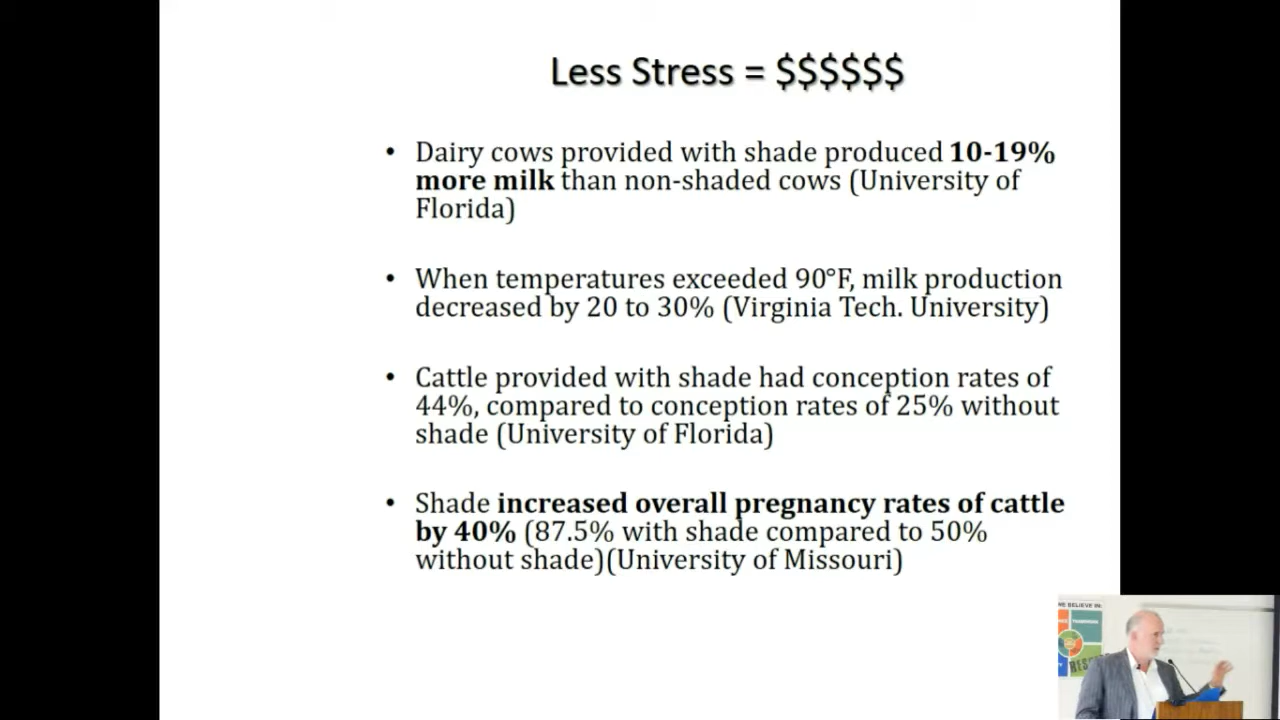 Less Stress = $$$$$$
• Dairy cows provided with shade produced 10-19%
more milk than non-shaded cows (University of
Florida)
• When temperatures exceeded 90°F, milk production
decreased by 20 to 30% (Virginia Tech. University)
• Cattle provided with shade had conception rates of
44%, compared to conception rates of 25% without
shade (University of Florida)
• Shade increased overall pregnancy rates of cattle
by 40% (87.5% with shade compared to 50%
without shade)(University of Missouri)
BELIEVE IN: